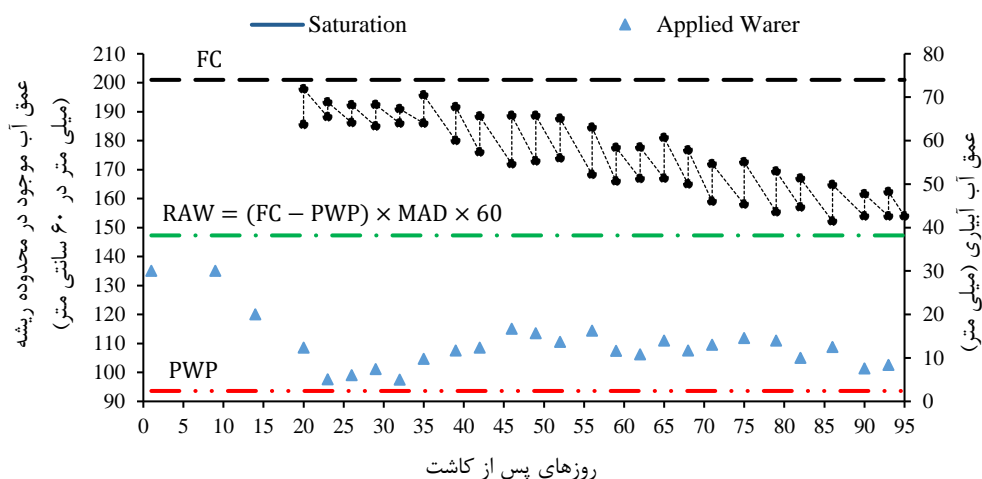 Saturation
Applied Warer
FC
RAW = (FC − PWP) × MAD × 60
PWP
عمق آب موجود در محدوده ریشه
(میلی متر در ۶۰ سانتی متر)
210
200
190
180
170
160
150
140
130
120
110
100
90
80
70
60
50
40
30
20
10
0
عمق آب آبیاری (میلی متر)
0 5 10 15 20 25 30 35 40 45 50 55 60 65 70 75 80 85 90 95
روزهای پس از کاشت